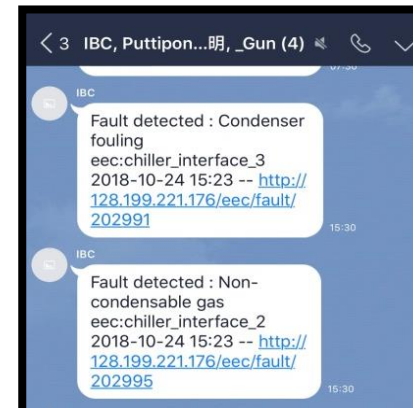 3 IBC, Puttipon...明, _Gun (4)
07:30
IBC
Fault detected : Condenser
fouling
eec:chiller_interface_3
2018-10-24 15:23 -- http://
128.199.221.176/eec/fault/
202991
15:30
IBC
Fault detected : Non-
condensable gas
eec:chiller_interface_2
2018-10-24 15:23 -- http://
128.199.221.176/eec/fault/
202995
15:30